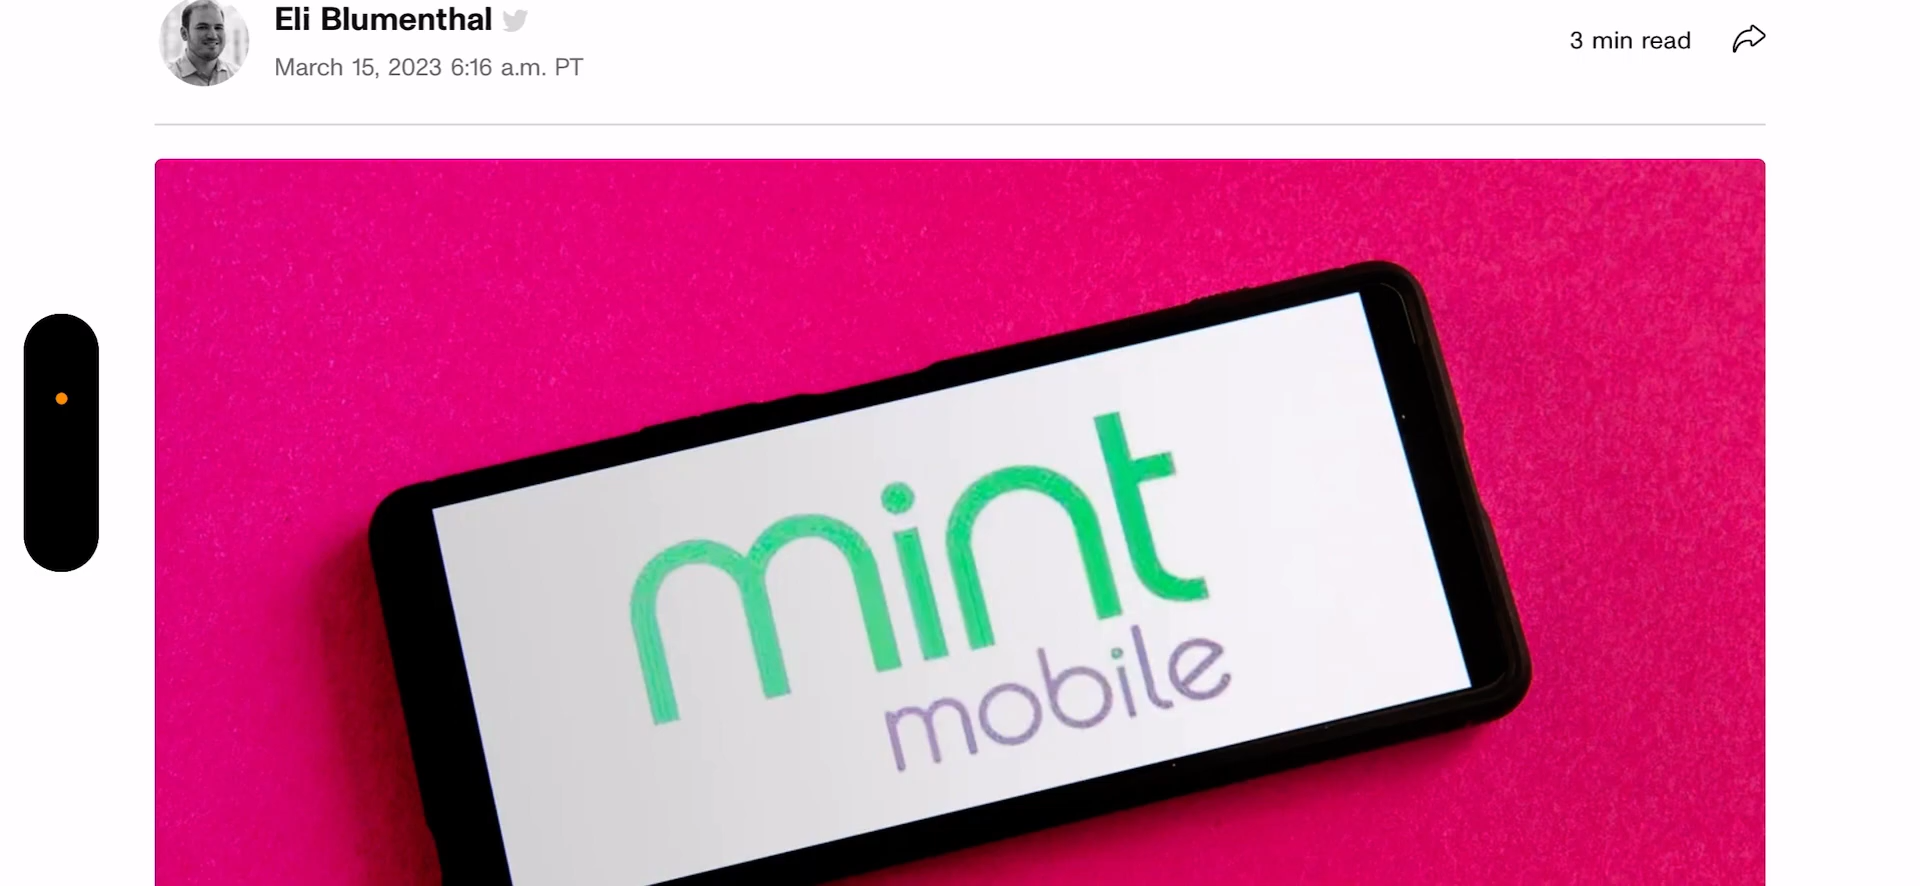 Eli Blumenthal
March 15, 2023 6:16 a.m. PT
3 min read
mint
mobile